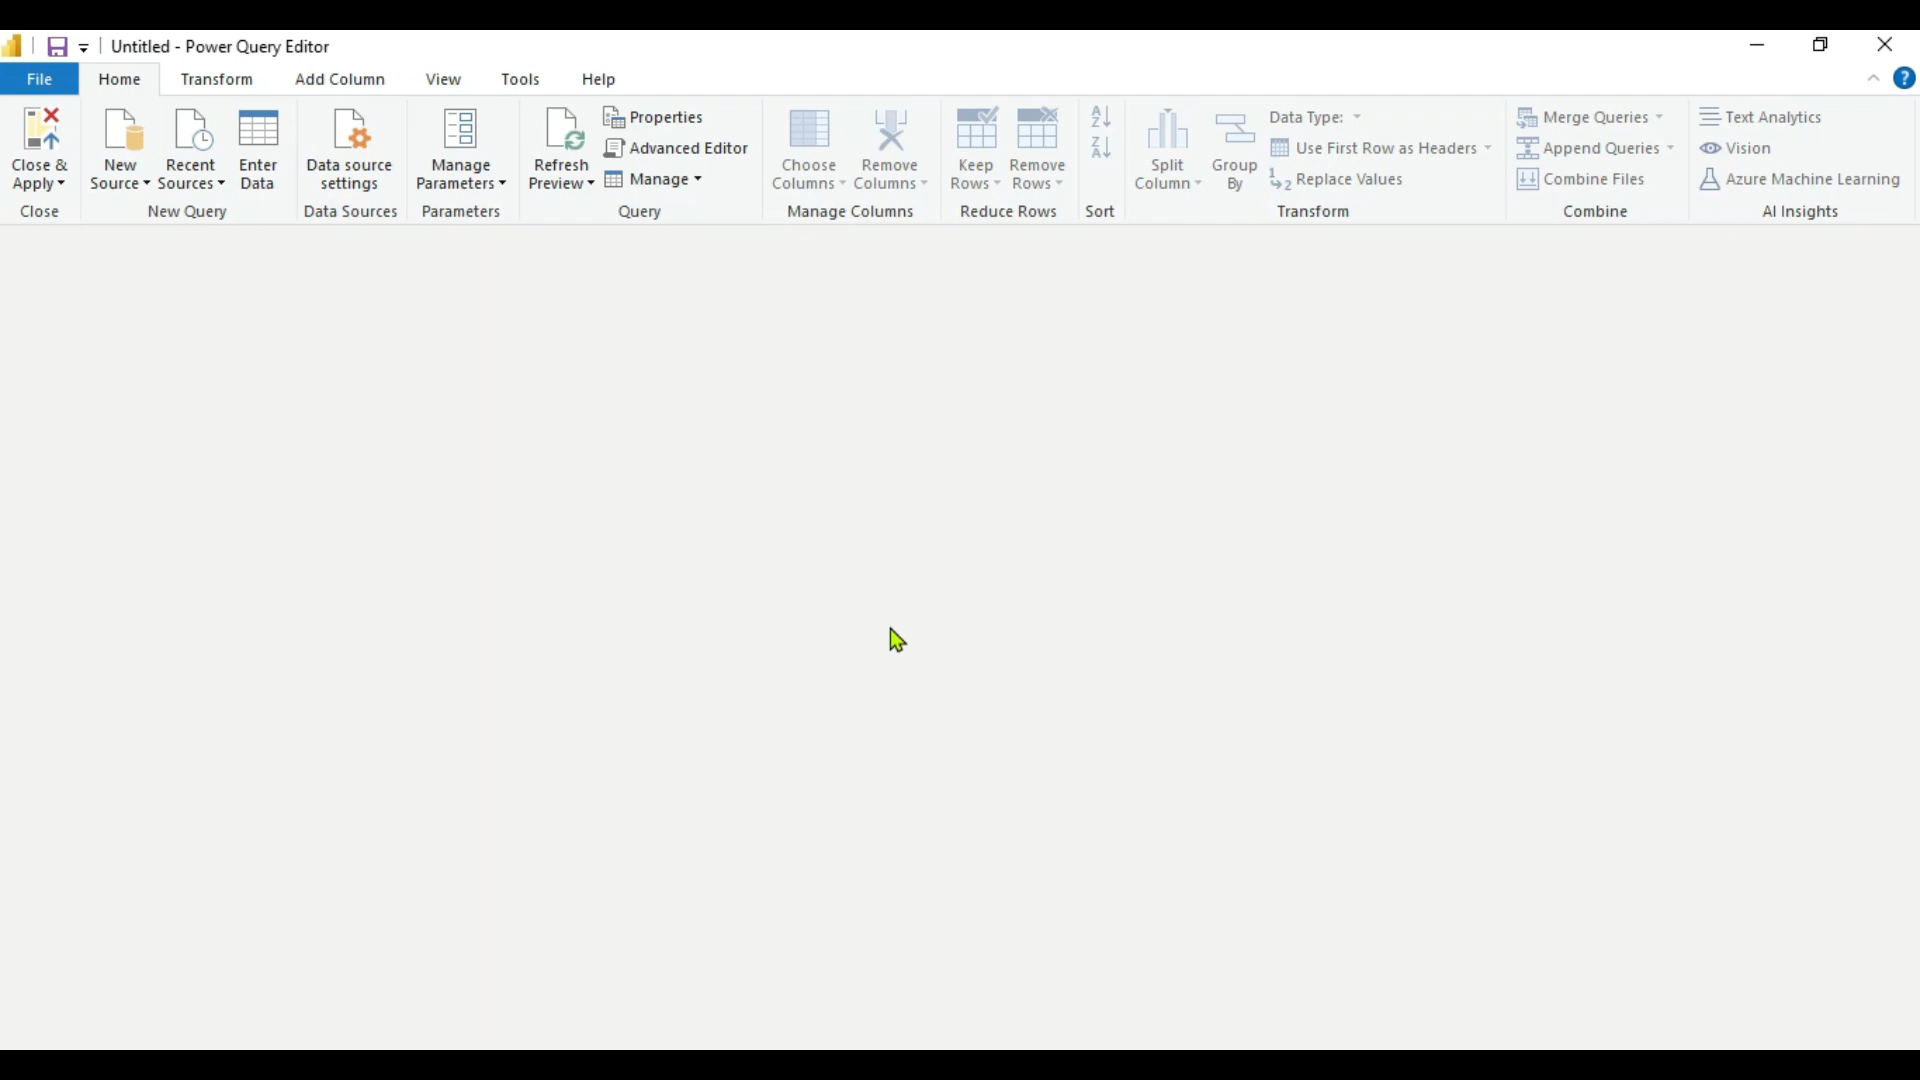 Untitled - Power Query Editor
File Home Transform Add Column View Tools Help ?
Close & Apply
New Source
Recent Sources
Enter Data
Data source settings
Manage Parameters
Refresh Preview
Properties
Advanced Editor
Manage
Choose Columns
Remove Columns
Keep Rows
Remove Rows
A Z
Z A
Split Column
Group By
Data Type:
Use First Row as Headers
1 2 Replace Values
Merge Queries
Append Queries
Combine Files
Text Analytics
Vision
Azure Machine Learning
Close New Query Data Sources Parameters Query Manage Columns Reduce Rows Sort Transform Combine AI Insights